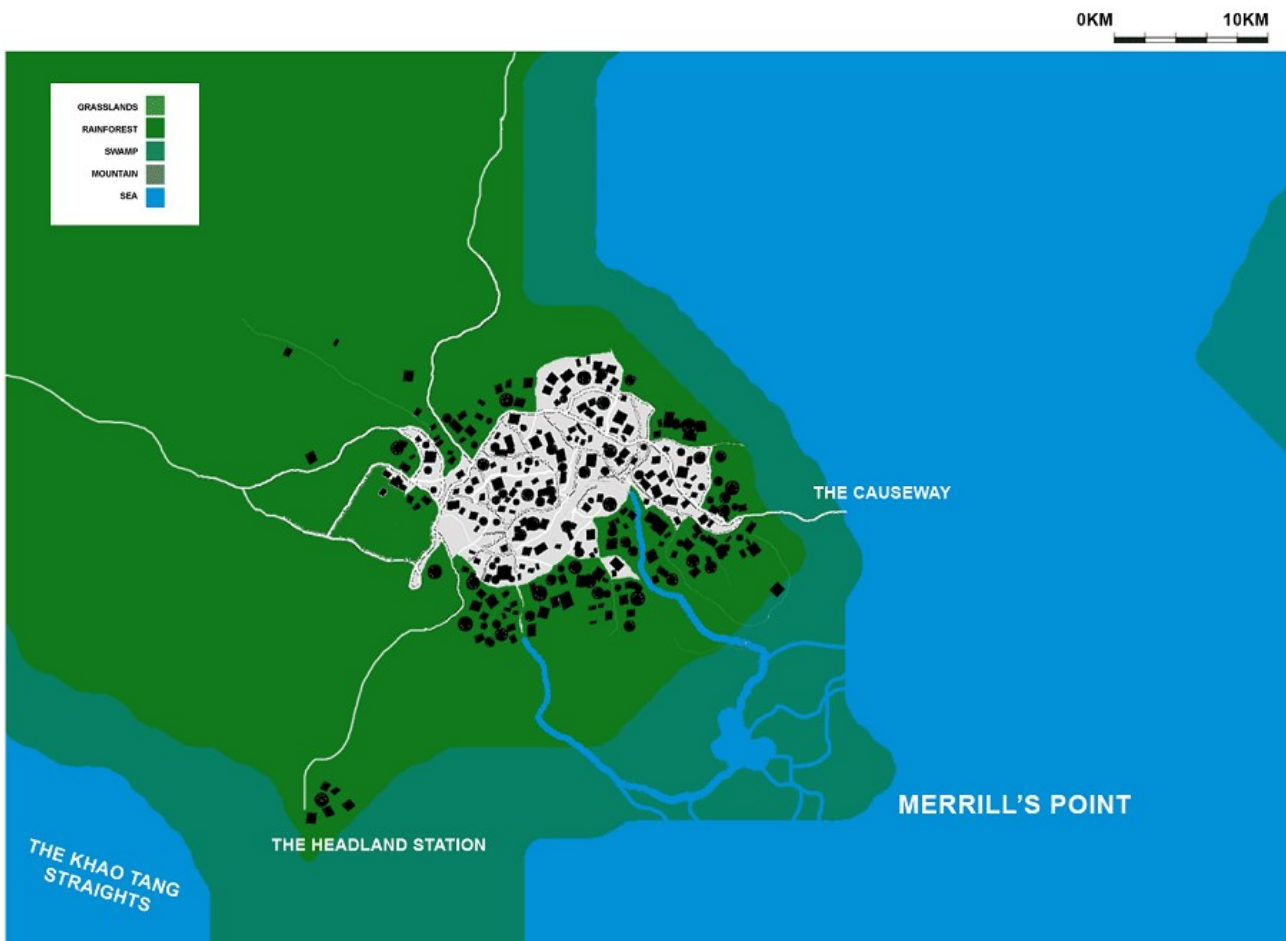 0KM 10KM
GRASSLANDS
RAINFOREST
SWAMP
MOUNTAIN
SEA
THE CAUSEWAY
MERRILL'S POINT
THE HEADLAND STATION
THE KHAO TANG
STRAIGHTS